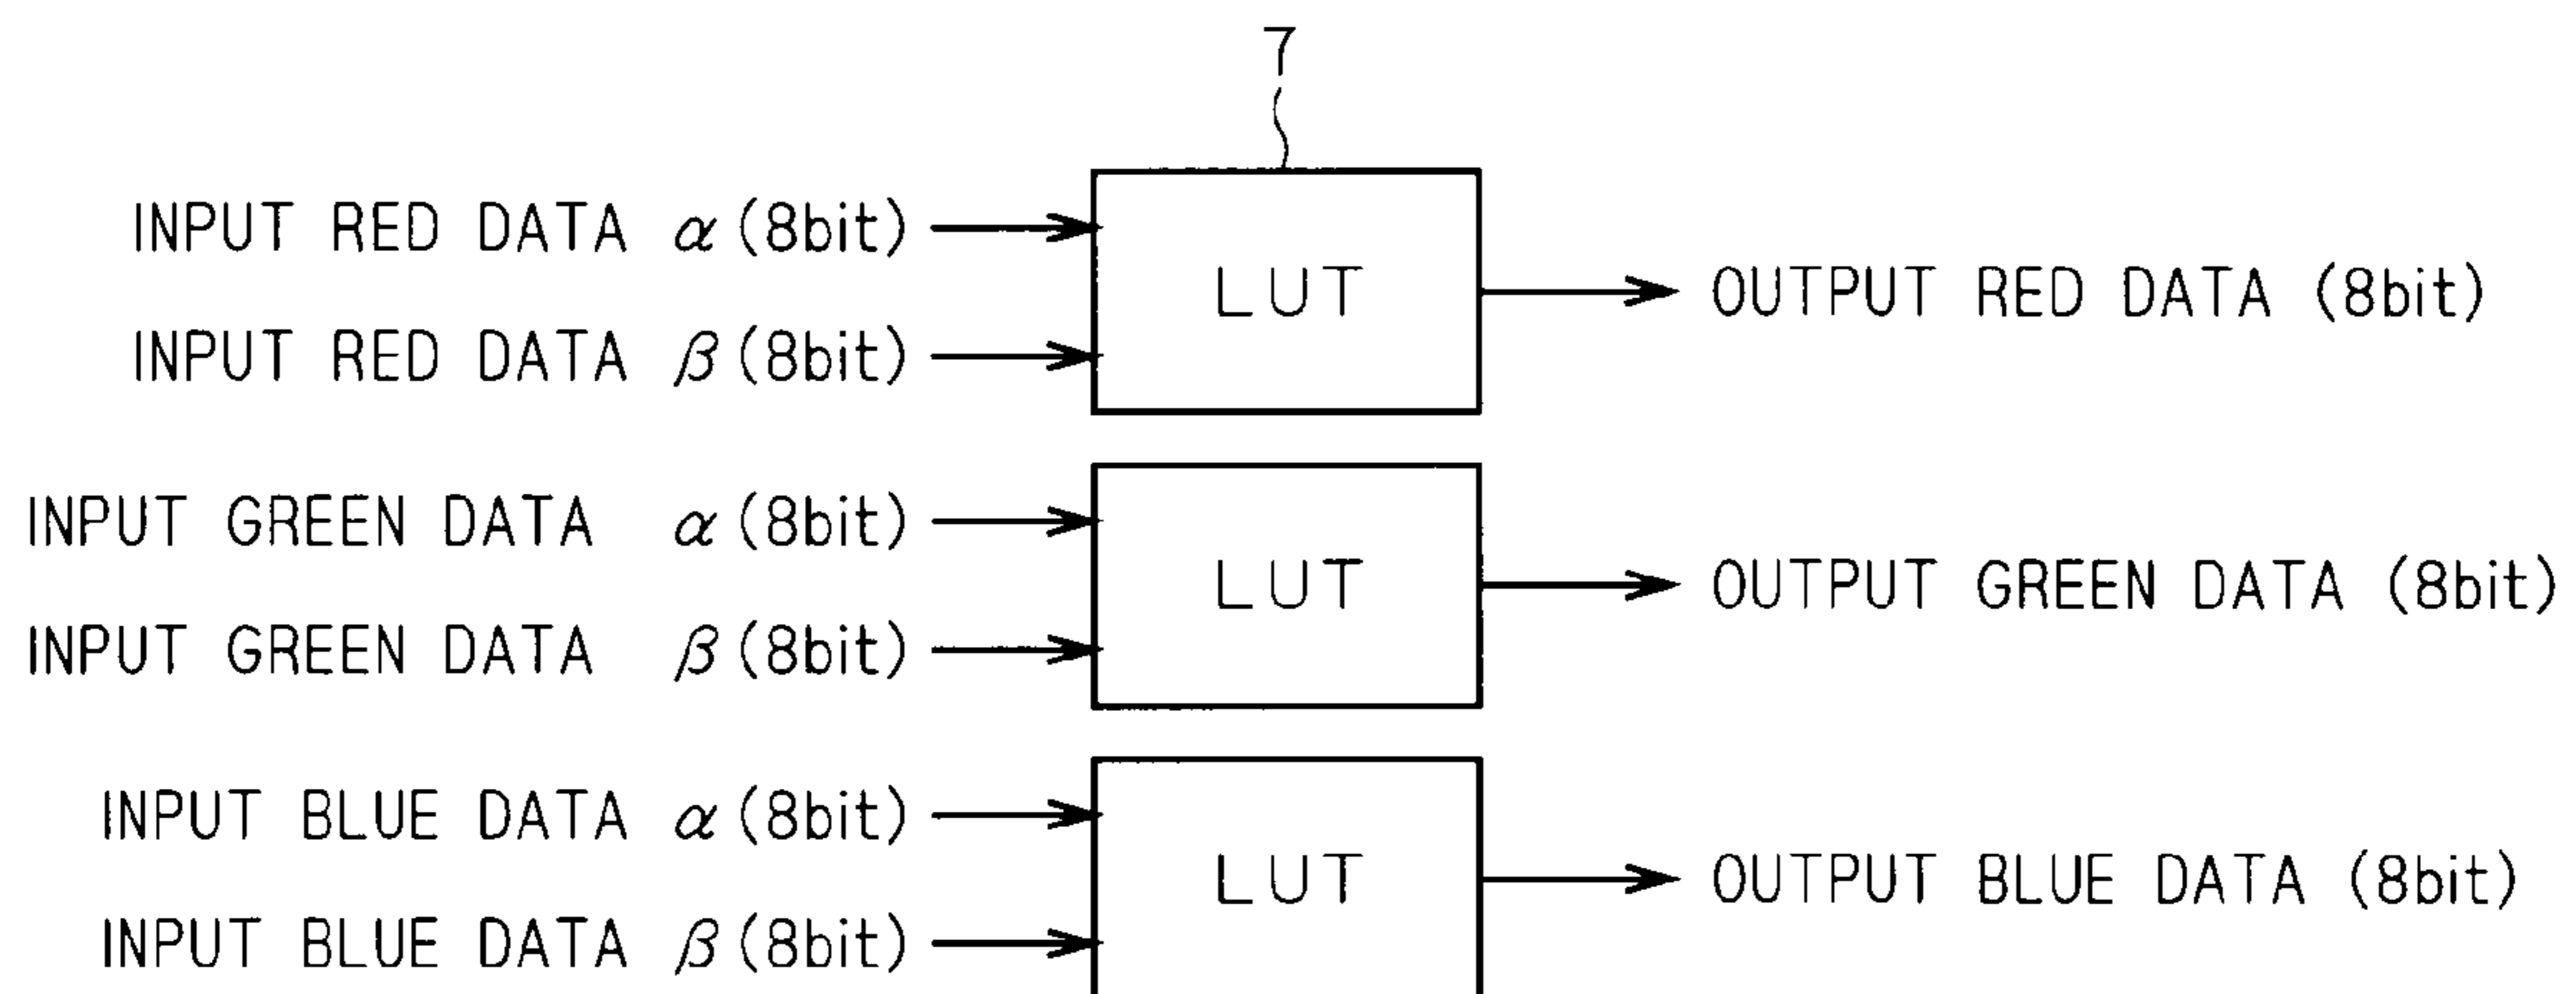 7
INPUT RED DATA α (8bit)
INPUT RED DATA β (8bit)
LUT
OUTPUT RED DATA (8bit)
INPUT GREEN DATA α (8bit)
INPUT GREEN DATA β (8bit)
LUT
OUTPUT GREEN DATA (8bit)
INPUT BLUE DATA α (8bit)
INPUT BLUE DATA β (8bit)
LUT
OUTPUT BLUE DATA (8bit)